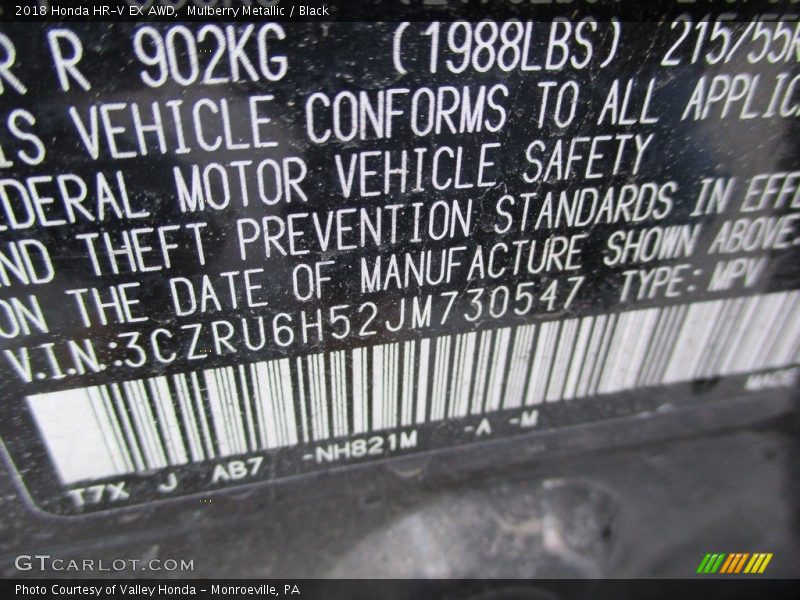 2018 Honda HR-V EX AWD, Mulberry Metallic / Black
R R 902KG (1988LBS) 215/55R
IS VEHICLE CONFORMS TO ALL APPLIC
DERAL MOTOR VEHICLE SAFETY
ND THEFT PREVENTION STANDARDS IN EFFE
ON THE DATE OF MANUFACTURE SHOWN ABOVE.
V.I.N.:3CZRU6H52JM730547 TYPE: MPV
T7X J AB7 -NH821M -A -M
GTCARLOT.COM
Photo Courtesy of Valley Honda - Monroeville, PA